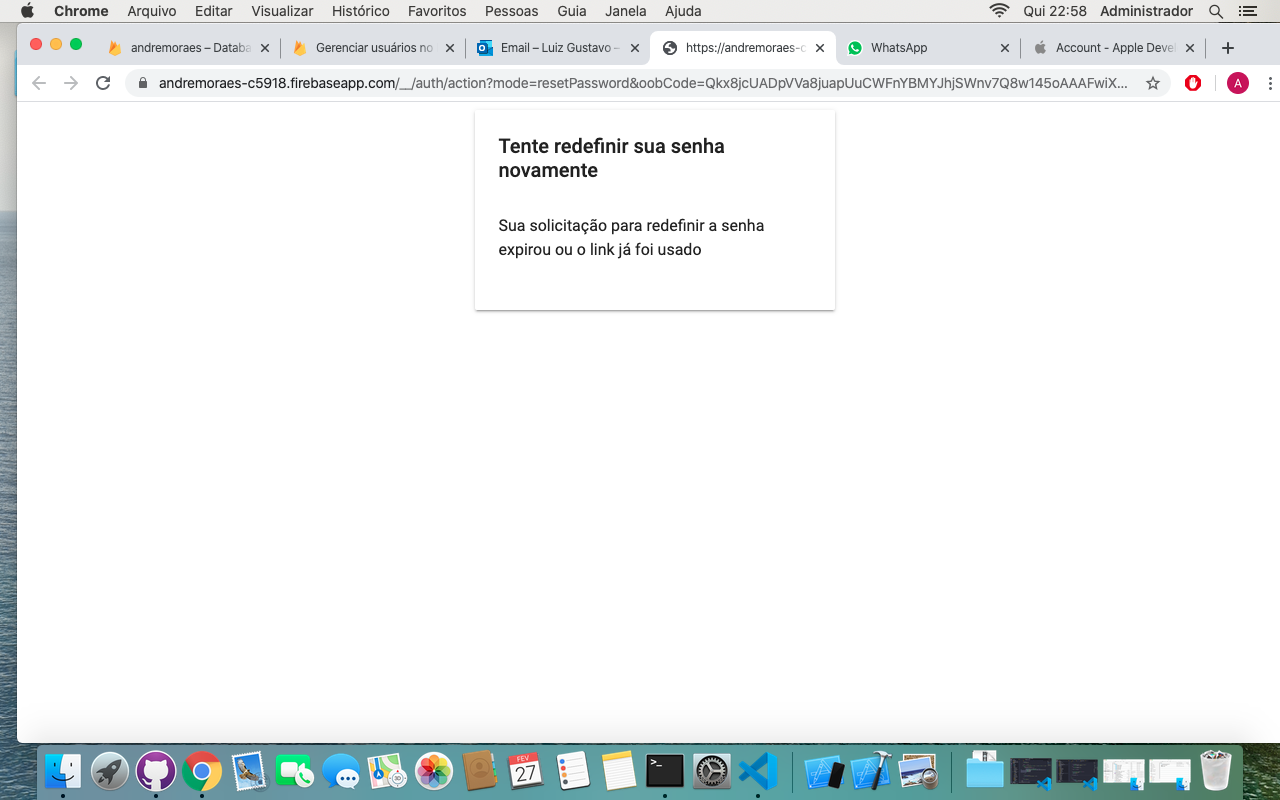 Chrome Arquivo Editar Visualizar Histórico Favoritos Pessoas Guia Janela Ajuda Qui 22:58 Administrador
andremoraes – Databa Gerenciar usuários no Email – Luiz Gustavo – https://andremoraes-c WhatsApp Account - Apple Devel
andremoraes-c5918.firebaseapp.com/__/auth/action?mode=resetPassword&oobCode=Qkx8jcUADpVVa8juapUuCWFnYBMYJhjSWnv7Q8w145oAAAFwiX... A
Tente redefinir sua senha
novamente
Sua solicitação para redefinir a senha
expirou ou o link já foi usado
FEV
27